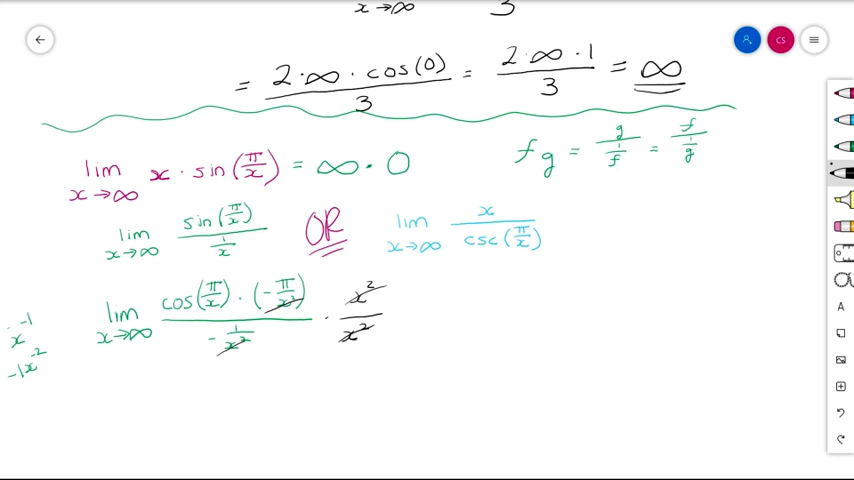 x→∞ 3
= 2·∞·cos(0)/3 = 2·∞·1/3 = ∞
lim x→∞ x · sin(π/x) = ∞ · 0
fg = g/(1/f) = f/(1/g)
lim x→∞ sin(π/x)/(1/x) OR lim x→∞ x/csc(π/x)
lim x→∞ cos(π/x) · (-π/x²)/(-1/x²) · x²/x²
x⁻¹
-1x⁻²
CS
A